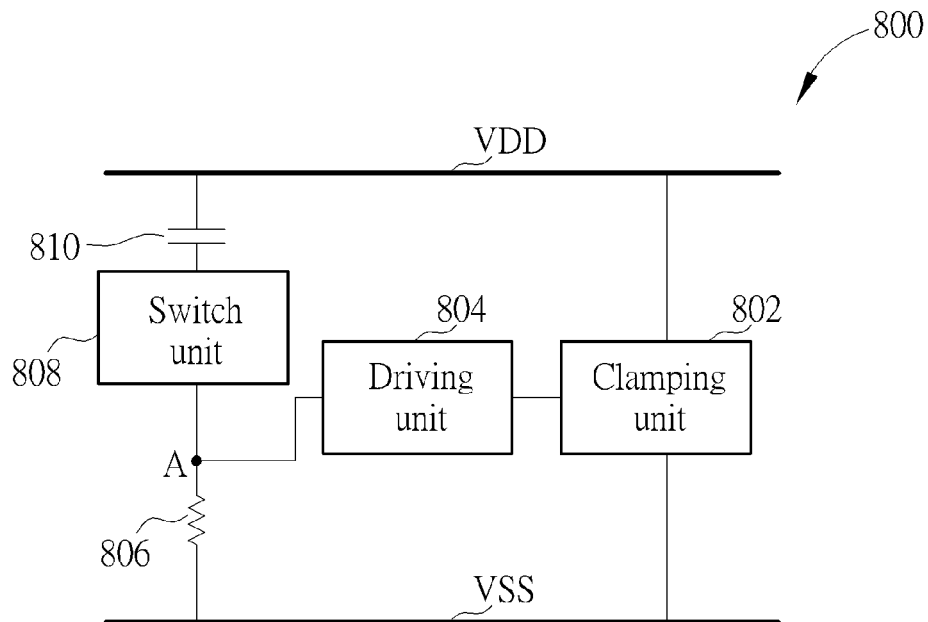 800
VDD
810
Switch
unit
808
804
Driving
unit
802
Clamping
unit
A
806
VSS